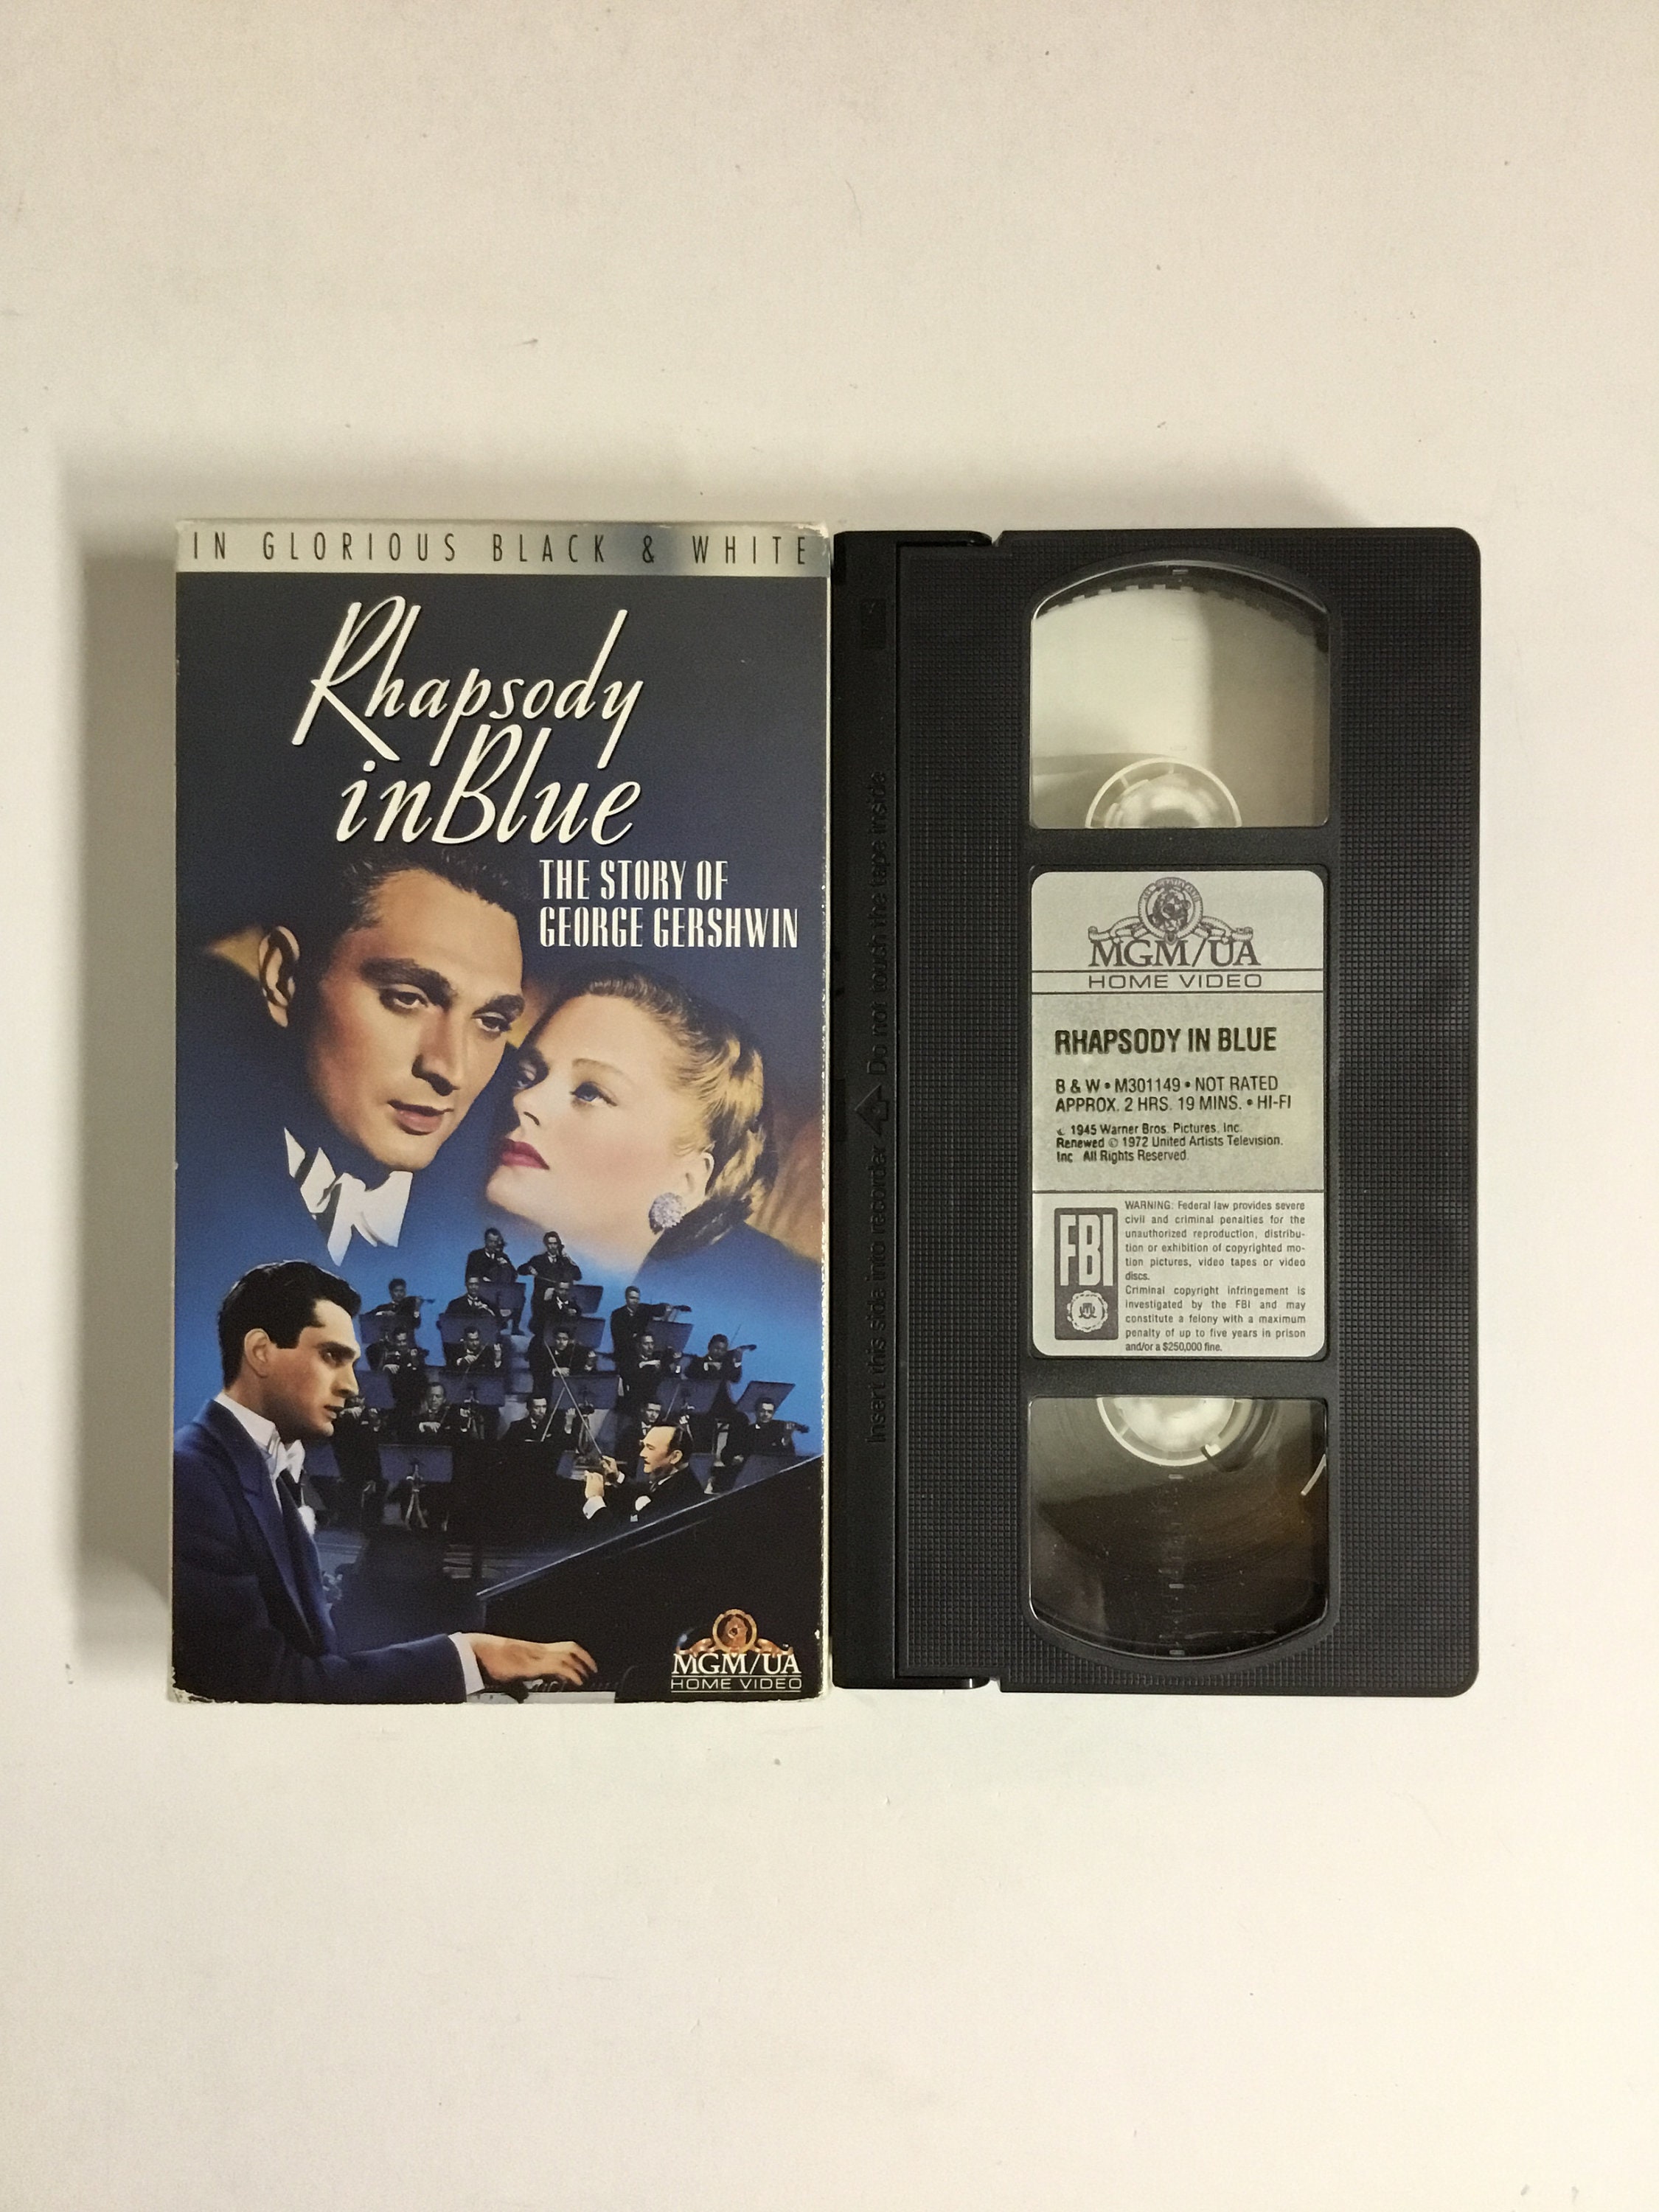 IN GLORIOUS BLACK & WHITE
Rhapsody
in Blue
THE STORY OF
GEORGE GERSHWIN
MGM/UA
HOME VIDEO
Insert this side into recorder Do not touch the tape inside
MGM/UA
HOME VIDEO
RHAPSODY IN BLUE
B & W • M301149 • NOT RATED
APPROX. 2 HRS. 19 MINS. • HI-FI
© 1945 Warner Bros. Pictures, Inc.
Renewed © 1972 United Artists Television,
Inc. All Rights Reserved.
FBI
WARNING: Federal law provides severe
civil and criminal penalties for the
unauthorized reproduction, distribu-
tion or exhibition of copyrighted mo-
tion pictures, video tapes or video
discs.
Criminal copyright infringement is
investigated by the FBI and may
constitute a felony with a maximum
penalty of up to five years in prison
and/or a $250,000 fine.